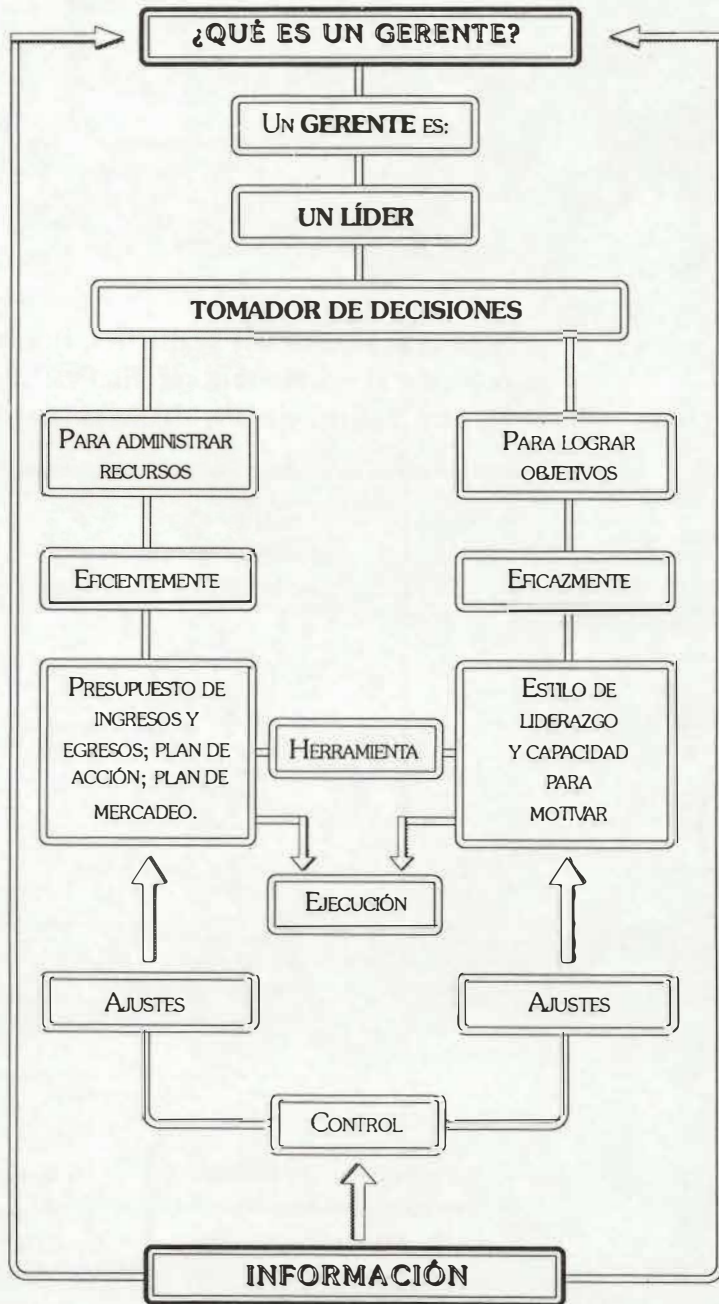 ¿QUÉ ES UN GERENTE?
UN GERENTE ES:
UN LÍDER
TOMADOR DE DECISIONES
PARA ADMINISTRAR
RECURSOS
PARA LOGRAR
OBJETIVOS
EFICIENTEMENTE
EFICAZMENTE
PRESUPUESTO DE
INGRESOS Y
EGRESOS; PLAN DE
ACCIÓN; PLAN DE
MERCADEO.
HERRAMIENTA
ESTILO DE
LIDERAZGO
Y CAPACIDAD
PARA
MOTIVAR
EJECUCIÓN
AJUSTES
AJUSTES
CONTROL
INFORMACIÓN